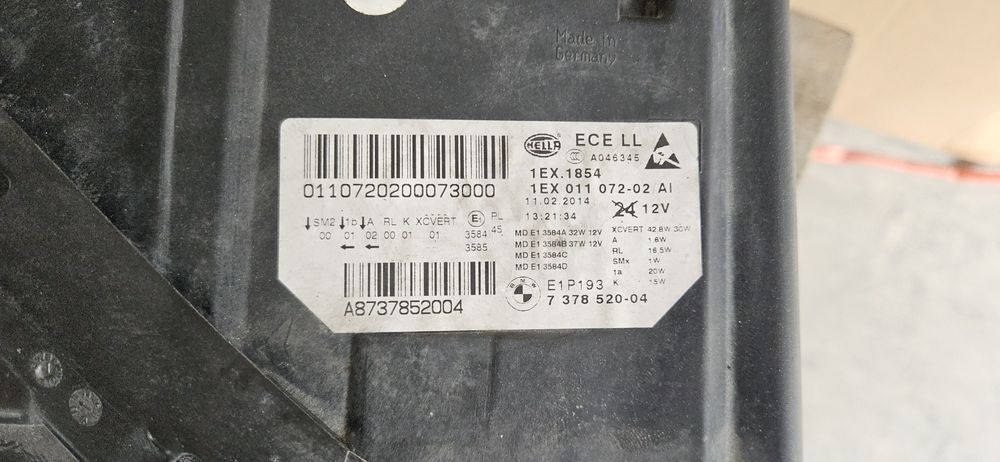 Made in
Germany
0110720200073000
HELLA
ECE LL
CCC
A046345
1EX.1854
1EX 011 072-02 AI
11.02.2014
13:21:34
24 12V
SM2 1b A RL K XCVERT E1 PL
00 01 02 00 01 01 3584 45
3585
MD E1 3584A 32W 12V
MD E1 3584B 37W 12V
MD E1 3584C
MD E1 3584D
XCVERT 42.8W 30W
A 1.6W
RL 16.5W
SMx 1W
1a 20W
K 15W
A8737852004
BMW
E1P193
7 378 520-04